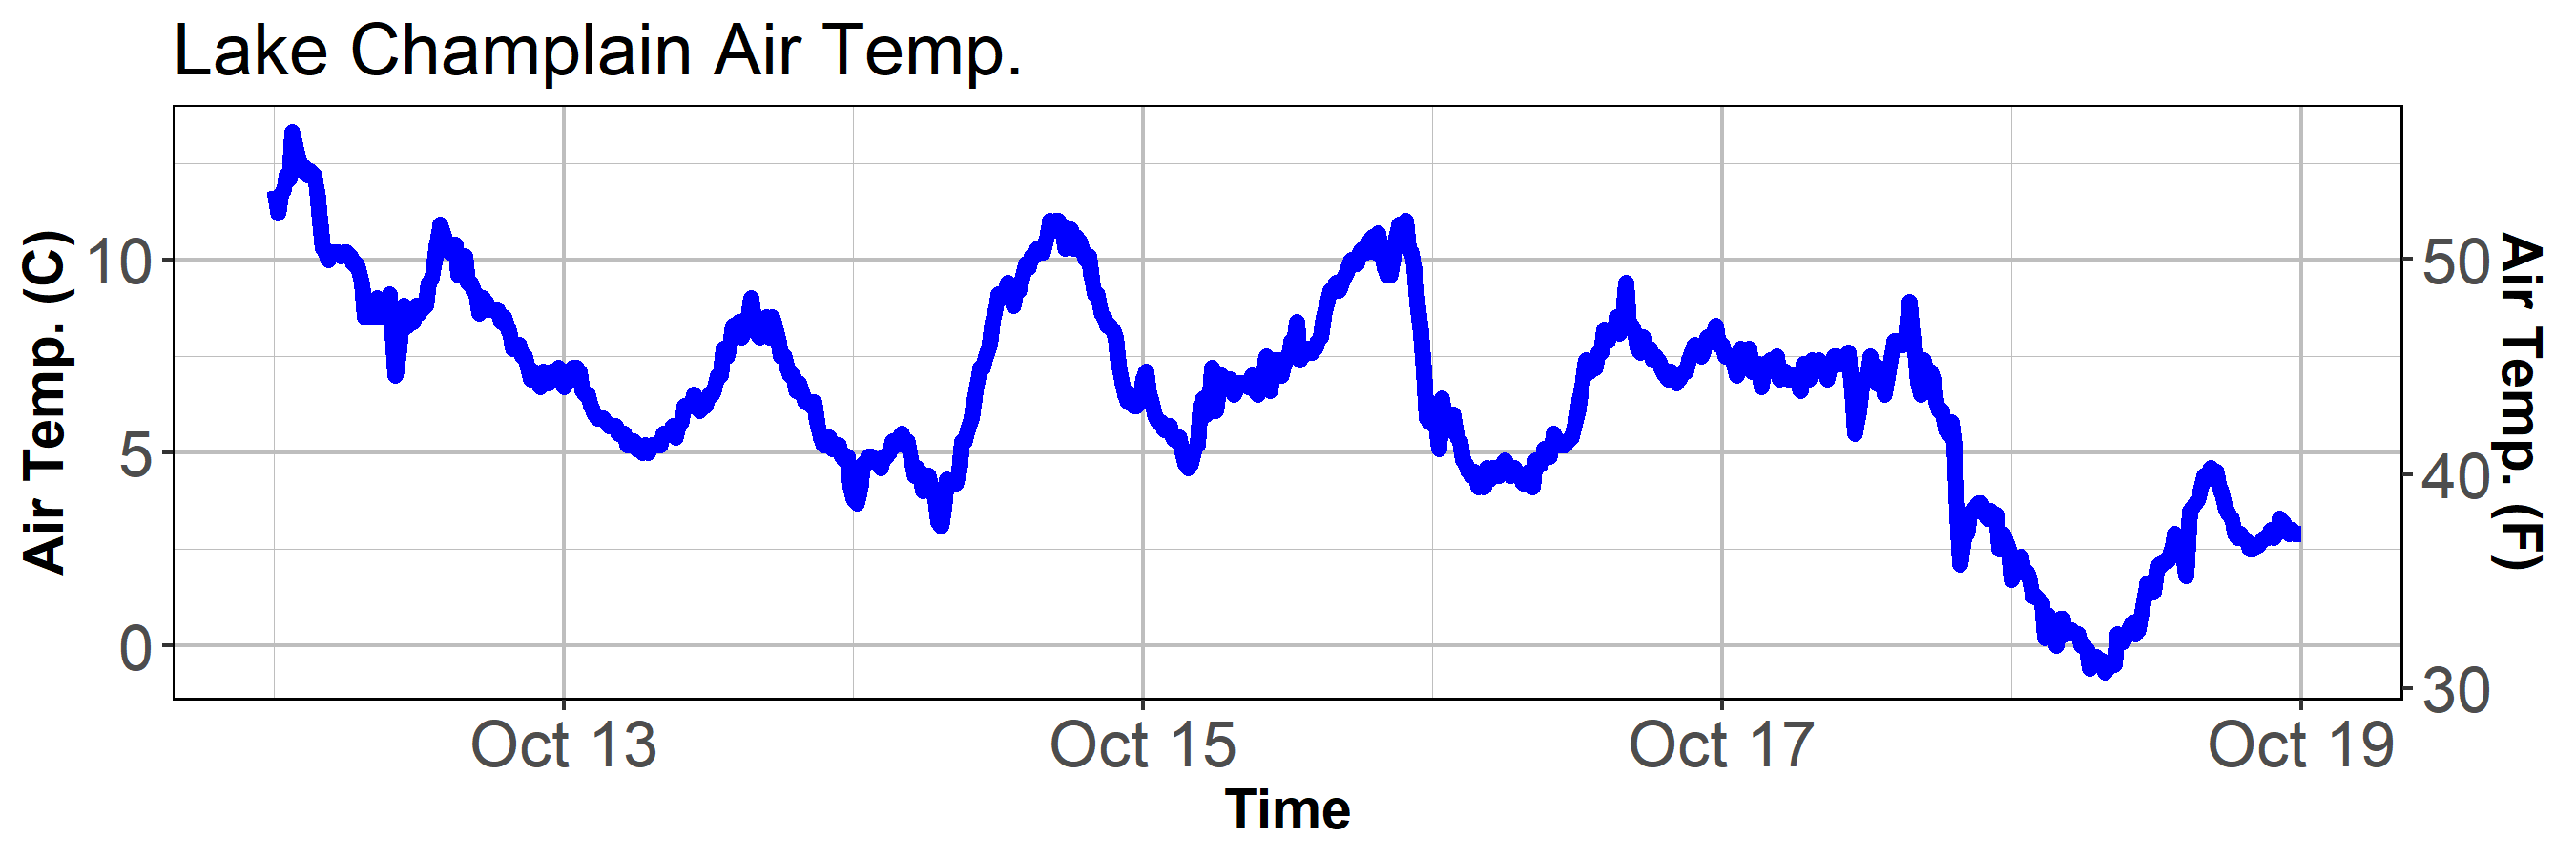 Lake Champlain Air Temp.
Air Temp. (C)
10
5
0
50
40
30
Air Temp. (F)
Oct 13
Oct 15
Oct 17
Oct 19
Time